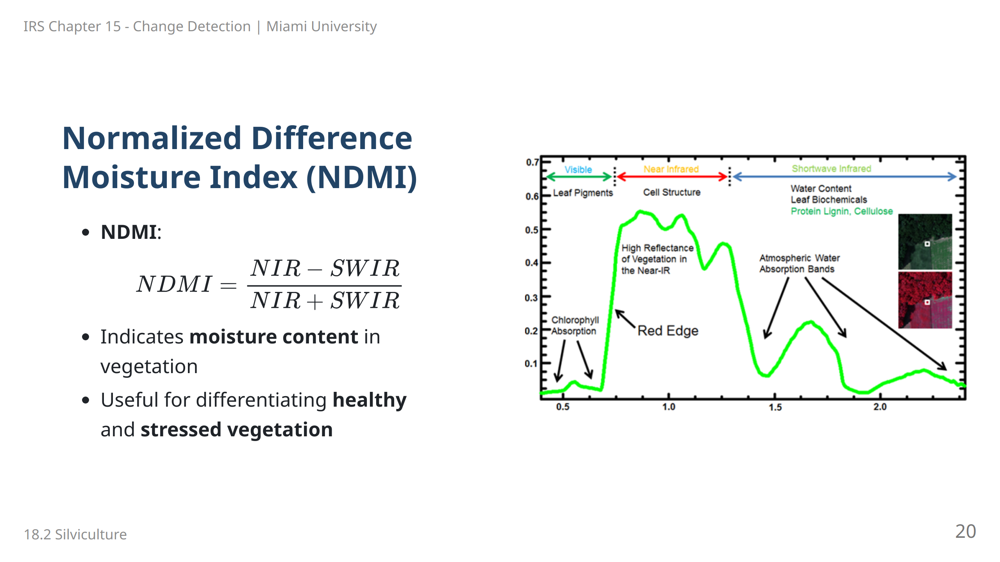 IRS Chapter 15 - Change Detection | Miami University
Normalized Difference
Moisture Index (NDMI)
• NDMI:
NDMI = \frac{NIR − SWIR}{NIR + SWIR}
• Indicates moisture content in
vegetation
• Useful for differentiating healthy
and stressed vegetation
0.7
0.6
0.5
0.4
0.3
0.2
0.1
Visible
Near Infrared
Shortwave Infrared
Leaf Pigments
Cell Structure
Water Content
Leaf Biochemicals
Protein Lignin, Cellulose
High Reflectance
of Vegetation in
the Near-IR
Atmospheric Water
Absorption Bands
Chlorophyll
Absorption
Red Edge
0.5
1.0
1.5
2.0
18.2 Silviculture
20